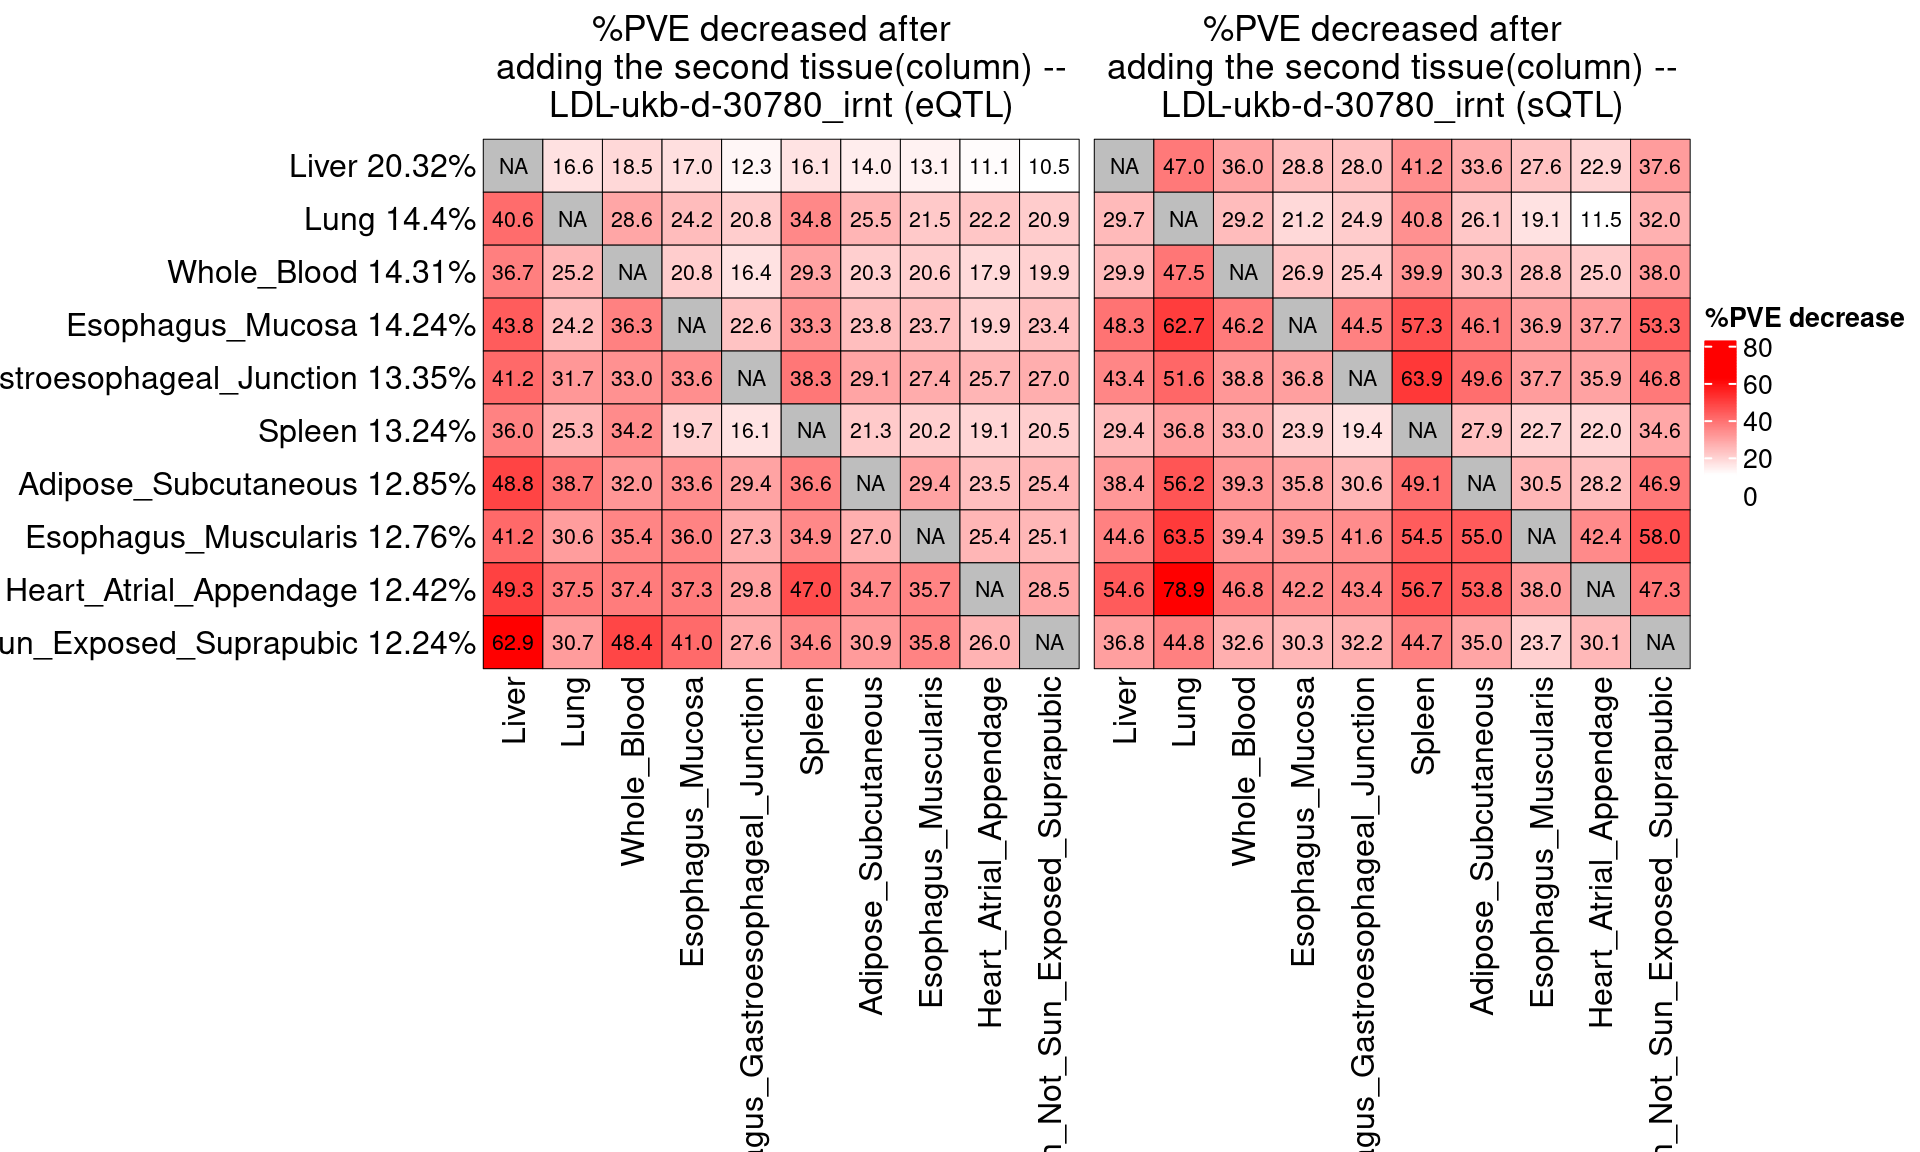 %PVE decreased after
adding the second tissue(column) --
LDL-ukb-d-30780_irnt (eQTL)
%PVE decreased after
adding the second tissue(column) --
LDL-ukb-d-30780_irnt (sQTL)
Liver 20.32% NA 16.6 18.5 17.0 12.3 16.1 14.0 13.1 11.1 10.5 NA 47.0 36.0 28.8 28.0 41.2 33.6 27.6 22.9 37.6
Lung 14.4% 40.6 NA 28.6 24.2 20.8 34.8 25.5 21.5 22.2 20.9 29.7 NA 29.2 21.2 24.9 40.8 26.1 19.1 11.5 32.0
Whole_Blood 14.31% 36.7 25.2 NA 20.8 16.4 29.3 20.3 20.6 17.9 19.9 29.9 47.5 NA 26.9 25.4 39.9 30.3 28.8 25.0 38.0
Esophagus_Mucosa 14.24% 43.8 24.2 36.3 NA 22.6 33.3 23.8 23.7 19.9 23.4 48.3 62.7 46.2 NA 44.5 57.3 46.1 36.9 37.7 53.3
stroesophageal_Junction 13.35% 41.2 31.7 33.0 33.6 NA 38.3 29.1 27.4 25.7 27.0 43.4 51.6 38.8 36.8 NA 63.9 49.6 37.7 35.9 46.8
Spleen 13.24% 36.0 25.3 34.2 19.7 16.1 NA 21.3 20.2 19.1 20.5 29.4 36.8 33.0 23.9 19.4 NA 27.9 22.7 22.0 34.6
Adipose_Subcutaneous 12.85% 48.8 38.7 32.0 33.6 29.4 36.6 NA 29.4 23.5 25.4 38.4 56.2 39.3 35.8 30.6 49.1 NA 30.5 28.2 46.9
Esophagus_Muscularis 12.76% 41.2 30.6 35.4 36.0 27.3 34.9 27.0 NA 25.4 25.1 44.6 63.5 39.4 39.5 41.6 54.5 55.0 NA 42.4 58.0
Heart_Atrial_Appendage 12.42% 49.3 37.5 37.4 37.3 29.8 47.0 34.7 35.7 NA 28.5 54.6 78.9 46.8 42.2 43.4 56.7 53.8 38.0 NA 47.3
un_Exposed_Suprapubic 12.24% 62.9 30.7 48.4 41.0 27.6 34.6 30.9 35.8 26.0 NA 36.8 44.8 32.6 30.3 32.2 44.7 35.0 23.7 30.1 NA
Liver
Lung
Whole_Blood
Esophagus_Mucosa
agus_Gastroesophageal_Junction
Spleen
Adipose_Subcutaneous
Esophagus_Muscularis
Heart_Atrial_Appendage
n_Not_Sun_Exposed_Suprapubic
Liver
Lung
Whole_Blood
Esophagus_Mucosa
agus_Gastroesophageal_Junction
Spleen
Adipose_Subcutaneous
Esophagus_Muscularis
Heart_Atrial_Appendage
n_Not_Sun_Exposed_Suprapubic
%PVE decrease
80
60
40
20
0